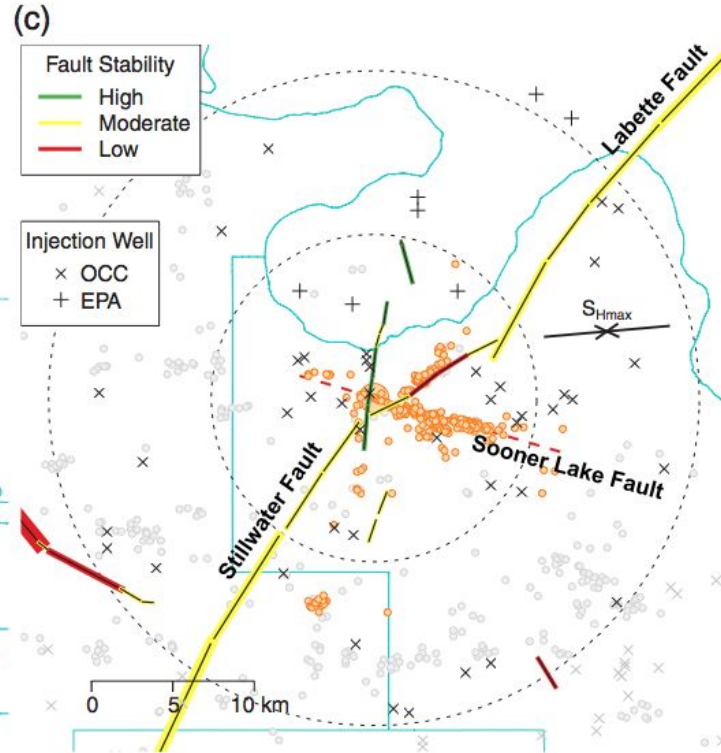 (c)
Fault Stability
High
Moderate
Low
Injection Well
× OCC
+ EPA
Labette Fault
SHmax
Sooner Lake Fault
Stillwater Fault
0 5 10 km